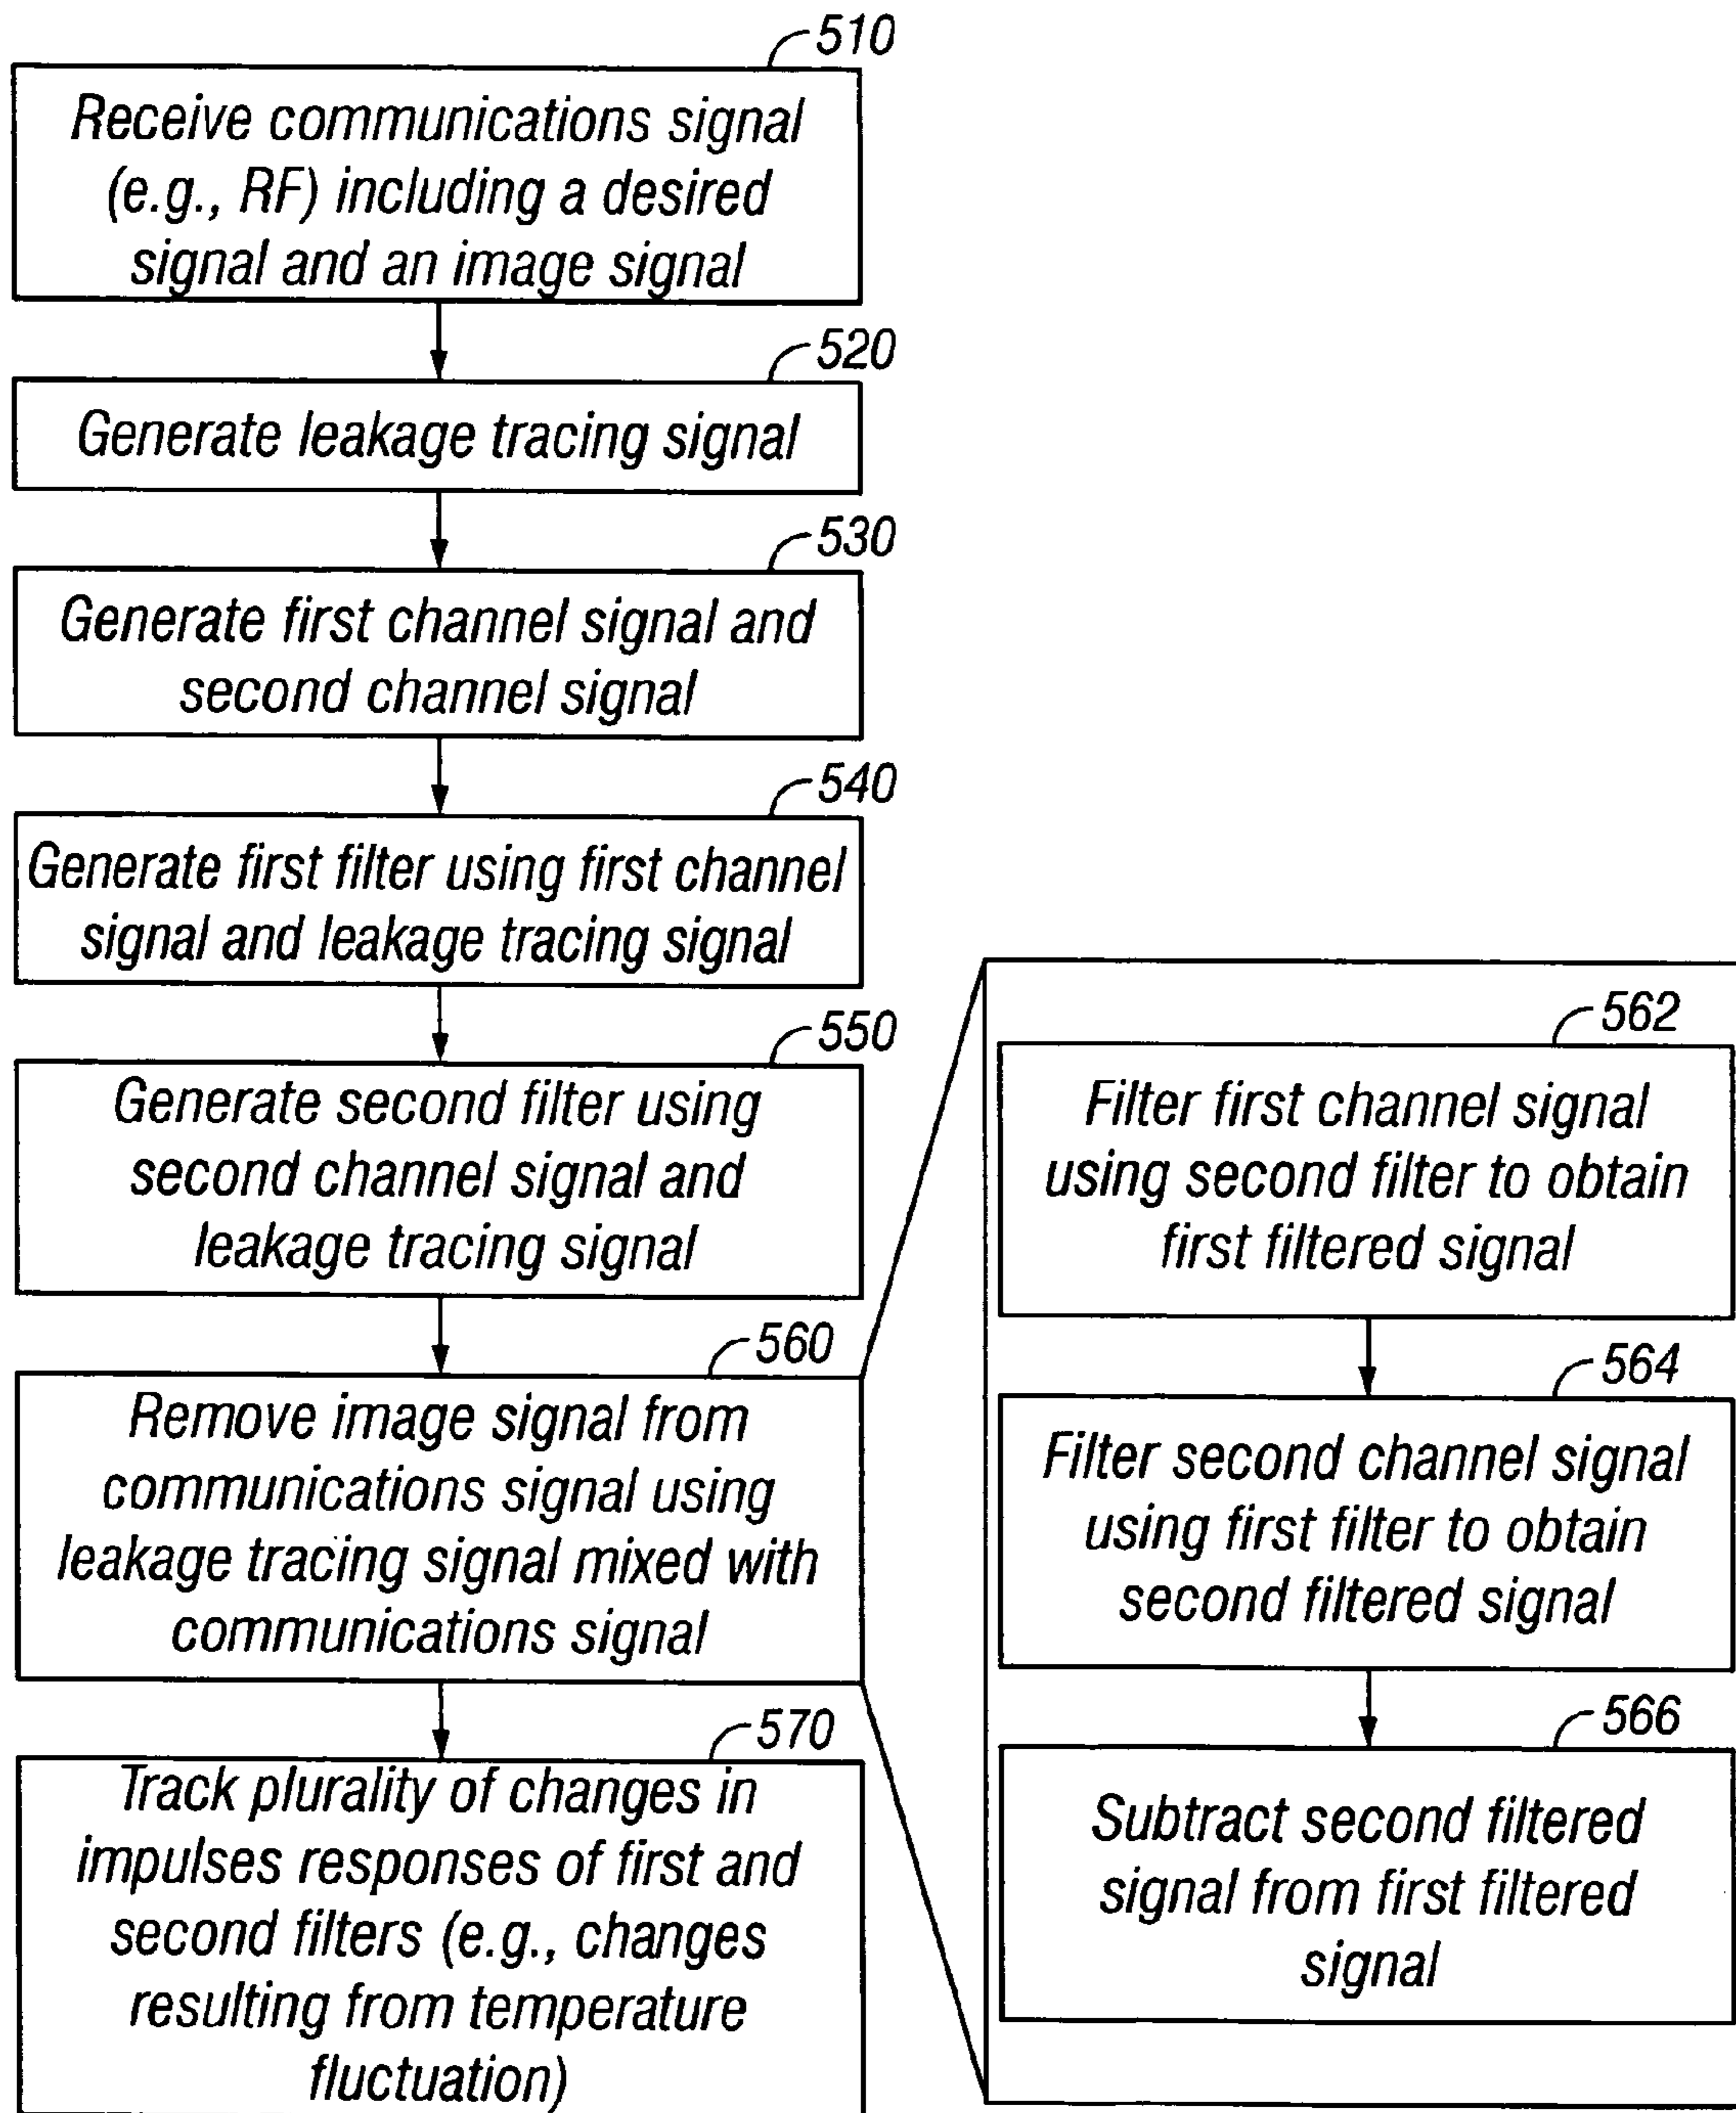 510
Receive communications signal
(e.g., RF) including a desired
signal and an image signal
520
Generate leakage tracing signal
530
Generate first channel signal and
second channel signal
540
Generate first filter using first channel
signal and leakage tracing signal
550
Generate second filter using
second channel signal and
leakage tracing signal
560
Remove image signal from
communications signal using
leakage tracing signal mixed with
communications signal
570
Track plurality of changes in
impulses responses of first and
second filters (e.g., changes
resulting from temperature
fluctuation)
562
Filter first channel signal
using second filter to obtain
first filtered signal
564
Filter second channel signal
using first filter to obtain
second filtered signal
566
Subtract second filtered
signal from first filtered
signal